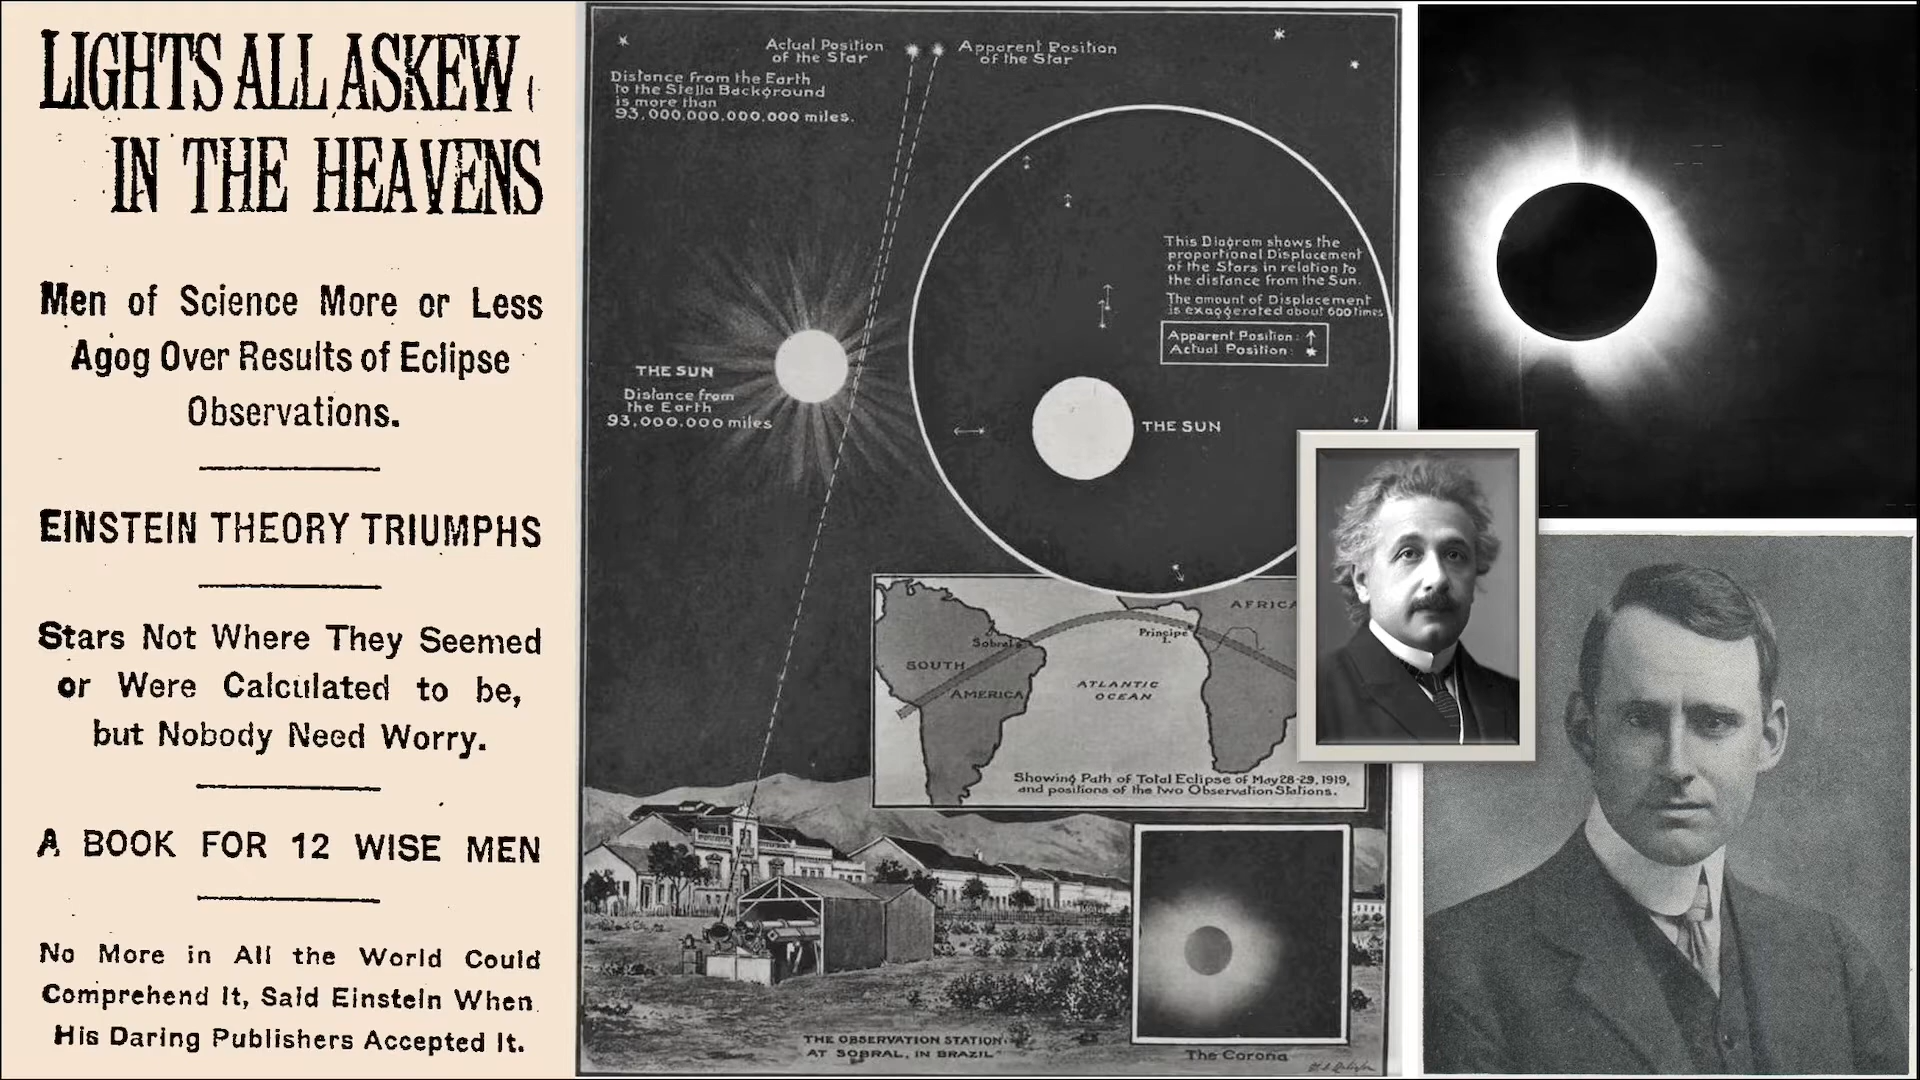 LIGHTS ALL ASKEW
IN THE HEAVENS
Men of Science More or Less
Agog Over Results of Eclipse
Observations.
EINSTEIN THEORY TRIUMPHS
Stars Not Where They Seemed
or Were Calculated to be,
but Nobody Need Worry.
A BOOK FOR 12 WISE MEN
No More in All the World Could
Comprehend It, Said Einstein When
His Daring Publishers Accepted It.
Actual Position
of the Star
Apparent Position
of the Star
Distance from the Earth
to the Stella Background
is more than
93,000,000,000,000 miles.
This Diagram shows the
proportional Displacement
of the Stars in relation to
the distance from the Sun.
The amount of Displacement
is exaggerated about 600 times
Apparent Position:
Actual Position:
THE SUN
Distance from
the Earth
93,000,000 miles
THE SUN
AFRICA
Sobral
Principe
I.
SOUTH
AMERICA
ATLANTIC
OCEAN
Showing Path of Total Eclipse of May 28-29, 1919,
and positions of the two Observation Stations.
THE OBSERVATION STATION
AT SOBRAL, IN BRAZIL
The Corona